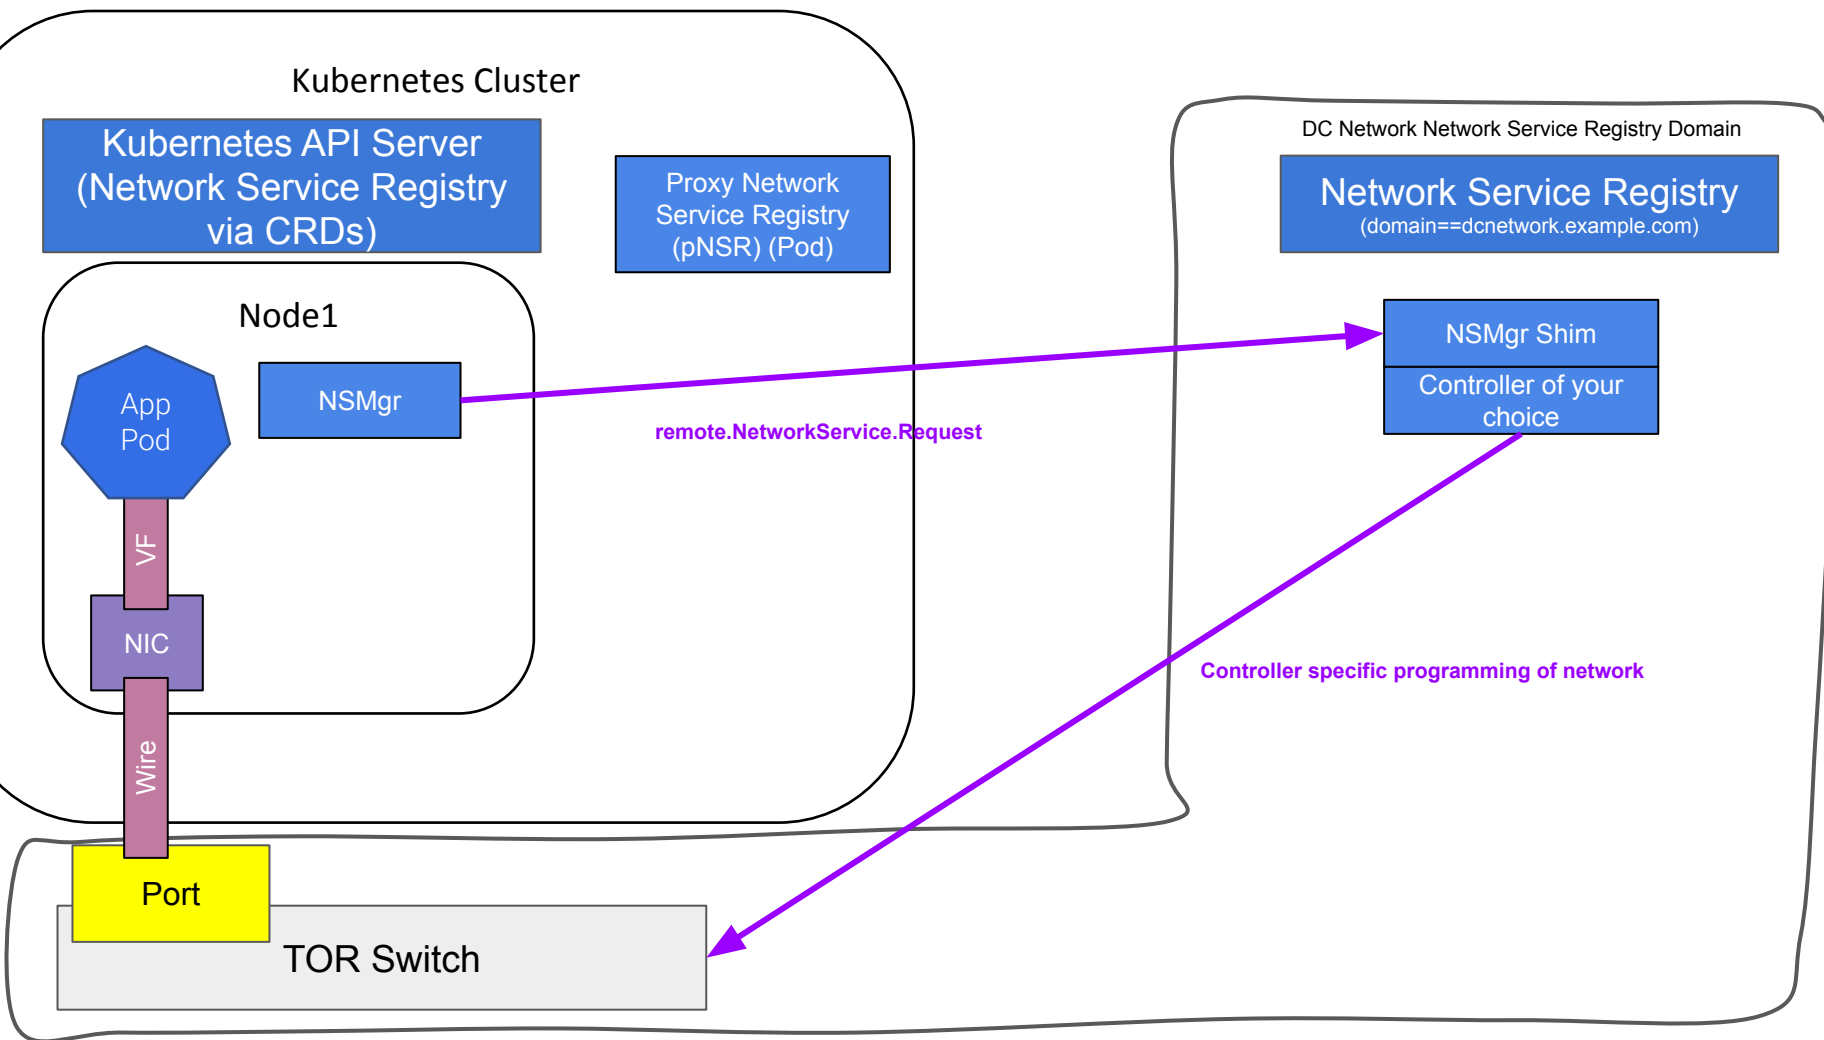 Kubernetes Cluster
Kubernetes API Server
(Network Service Registry
via CRDs)
Proxy Network
Service Registry
(pNSR) (Pod)
DC Network Network Service Registry Domain
Network Service Registry
(domain==dcnetwork.example.com)
Node1
App
Pod
NSMgr
NSMgr Shim
Controller of your
choice
remote.NetworkService.Request
VF
NIC
Controller specific programming of network
Wire
Port
TOR Switch